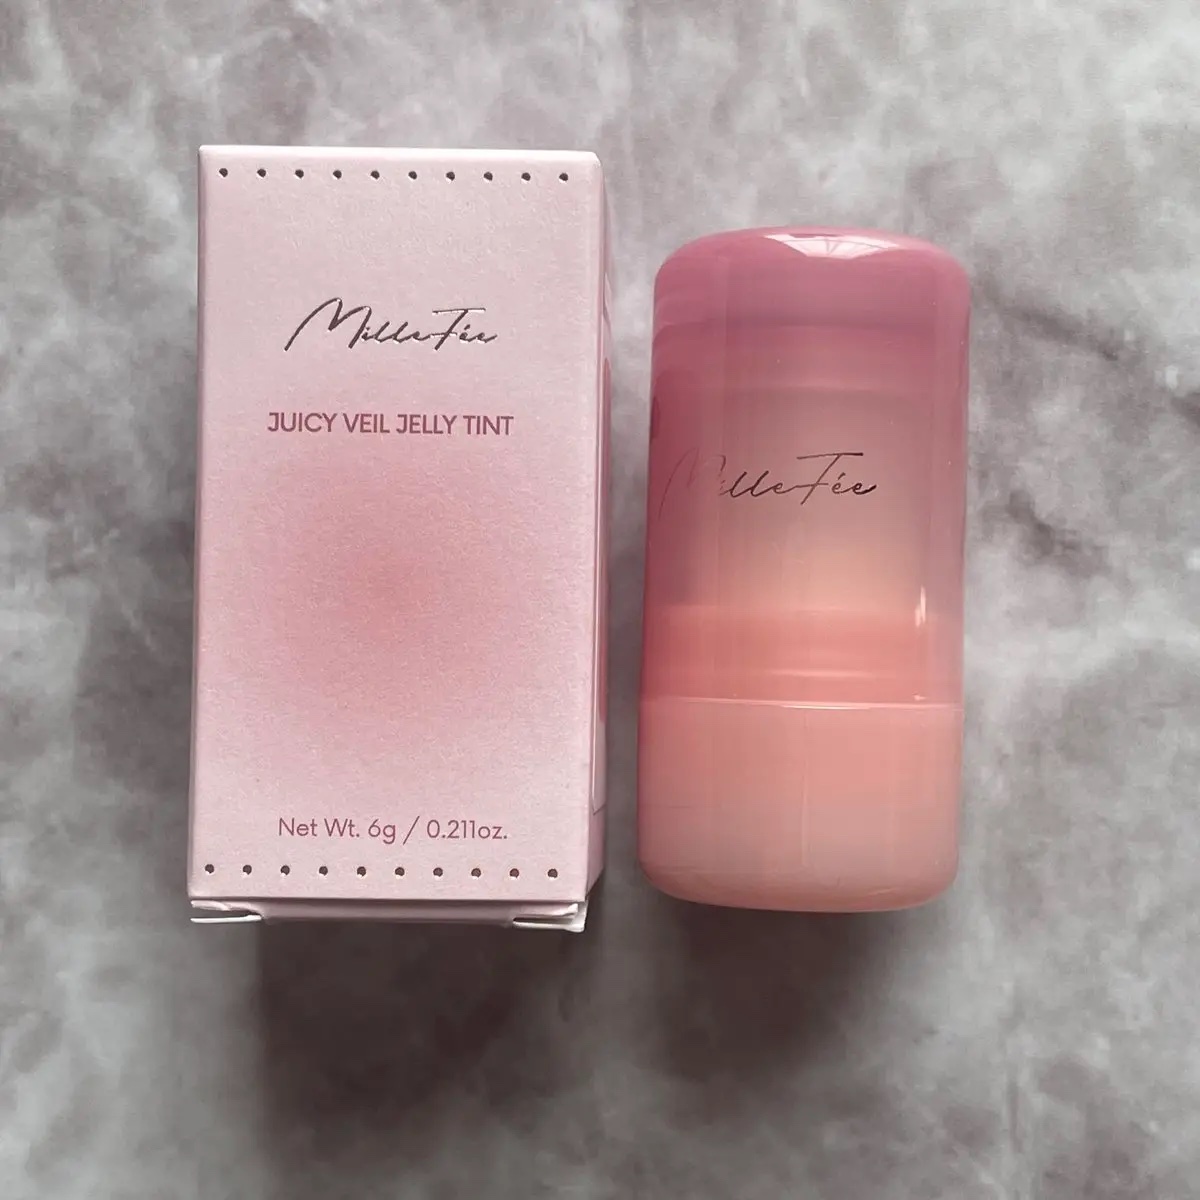 MilleFée
JUICY VEIL JELLY TINT
Net Wt. 6g / 0.211oz.
MilleFée